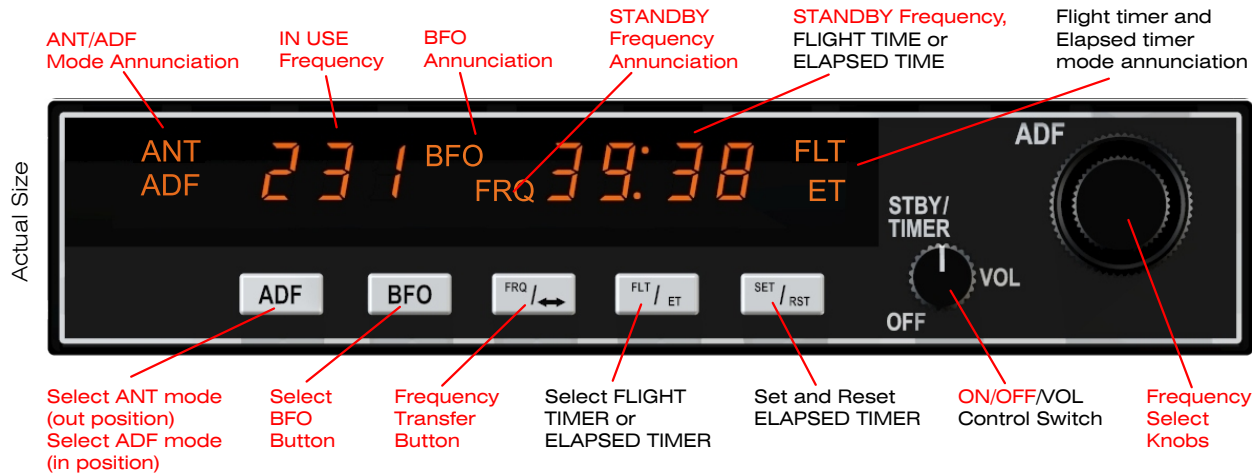 ANT/ADF
Mode Annunciation
IN USE
Frequency
BFO
Annunciation
STANDBY
Frequency
Annunciation
STANDBY Frequency,
FLIGHT TIME or
ELAPSED TIME
Flight timer and
Elapsed timer
mode annunciation
Actual Size
ANT
ADF
231
BFO
FRQ
39:38
FLT
ET
ADF
STBY/
TIMER
VOL
OFF
ADF
BFO
FRQ/↔
FLT/ET
SET/RST
Select ANT mode
(out position)
Select ADF mode
(in position)
Select
BFO
Button
Frequency
Transfer
Button
Select FLIGHT
TIMER or
ELAPSED TIMER
Set and Reset
ELAPSED TIMER
ON/OFF/VOL
Control Switch
Frequency
Select
Knobs